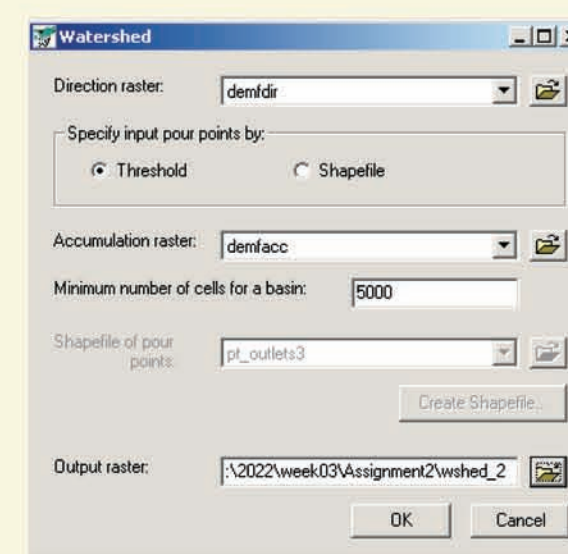 Watershed
Direction raster: demfdir
Specify input pour points by:
Threshold Shapefile
Accumulation raster: demfacc
Minimum number of cells for a basin: 5000
Shapefile of pour
points: pt_outlets3
Create Shapefile..
Output raster: :\2022\week03\Assignment2\wshed_2
OK Cancel